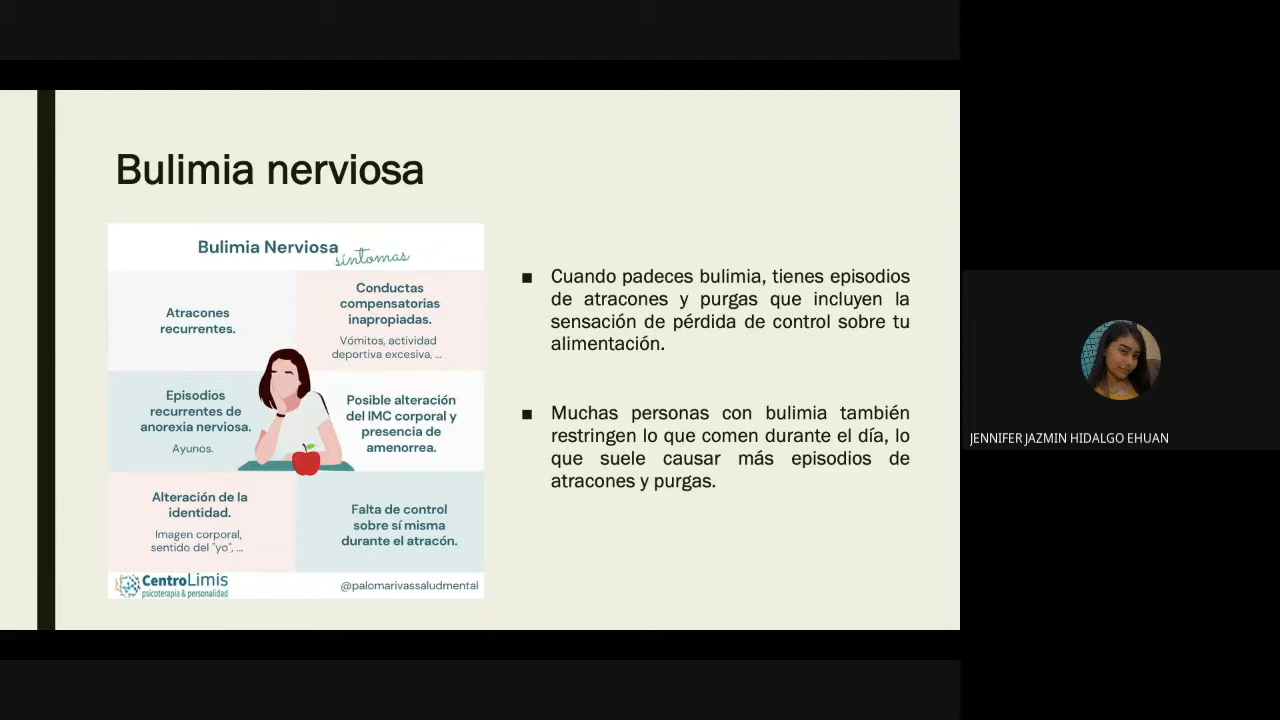 Bulimia nerviosa
Bulimia Nerviosa
síntomas
Atracones
recurrentes.
Conductas
compensatorias
inapropiadas.
Vómitos, actividad
deportiva excesiva, ...
Episodios
recurrentes de
anorexia nerviosa.
Ayunos.
Posible alteración
del IMC corporal y
presencia de
amenorrea.
Alteración de la
identidad.
Imagen corporal,
sentido del "yo", ...
Falta de control
sobre sí misma
durante el atracón.
CentroLimis
psicoterapia & personalidad
@palomarivassaludmental
■ Cuando padeces bulimia, tienes episodios
de atracones y purgas que incluyen la
sensación de pérdida de control sobre tu
alimentación.
■ Muchas personas con bulimia también
restringen lo que comen durante el día, lo
que suele causar más episodios de
atracones y purgas.
JENNIFER JAZMIN HIDALGO EHUAN